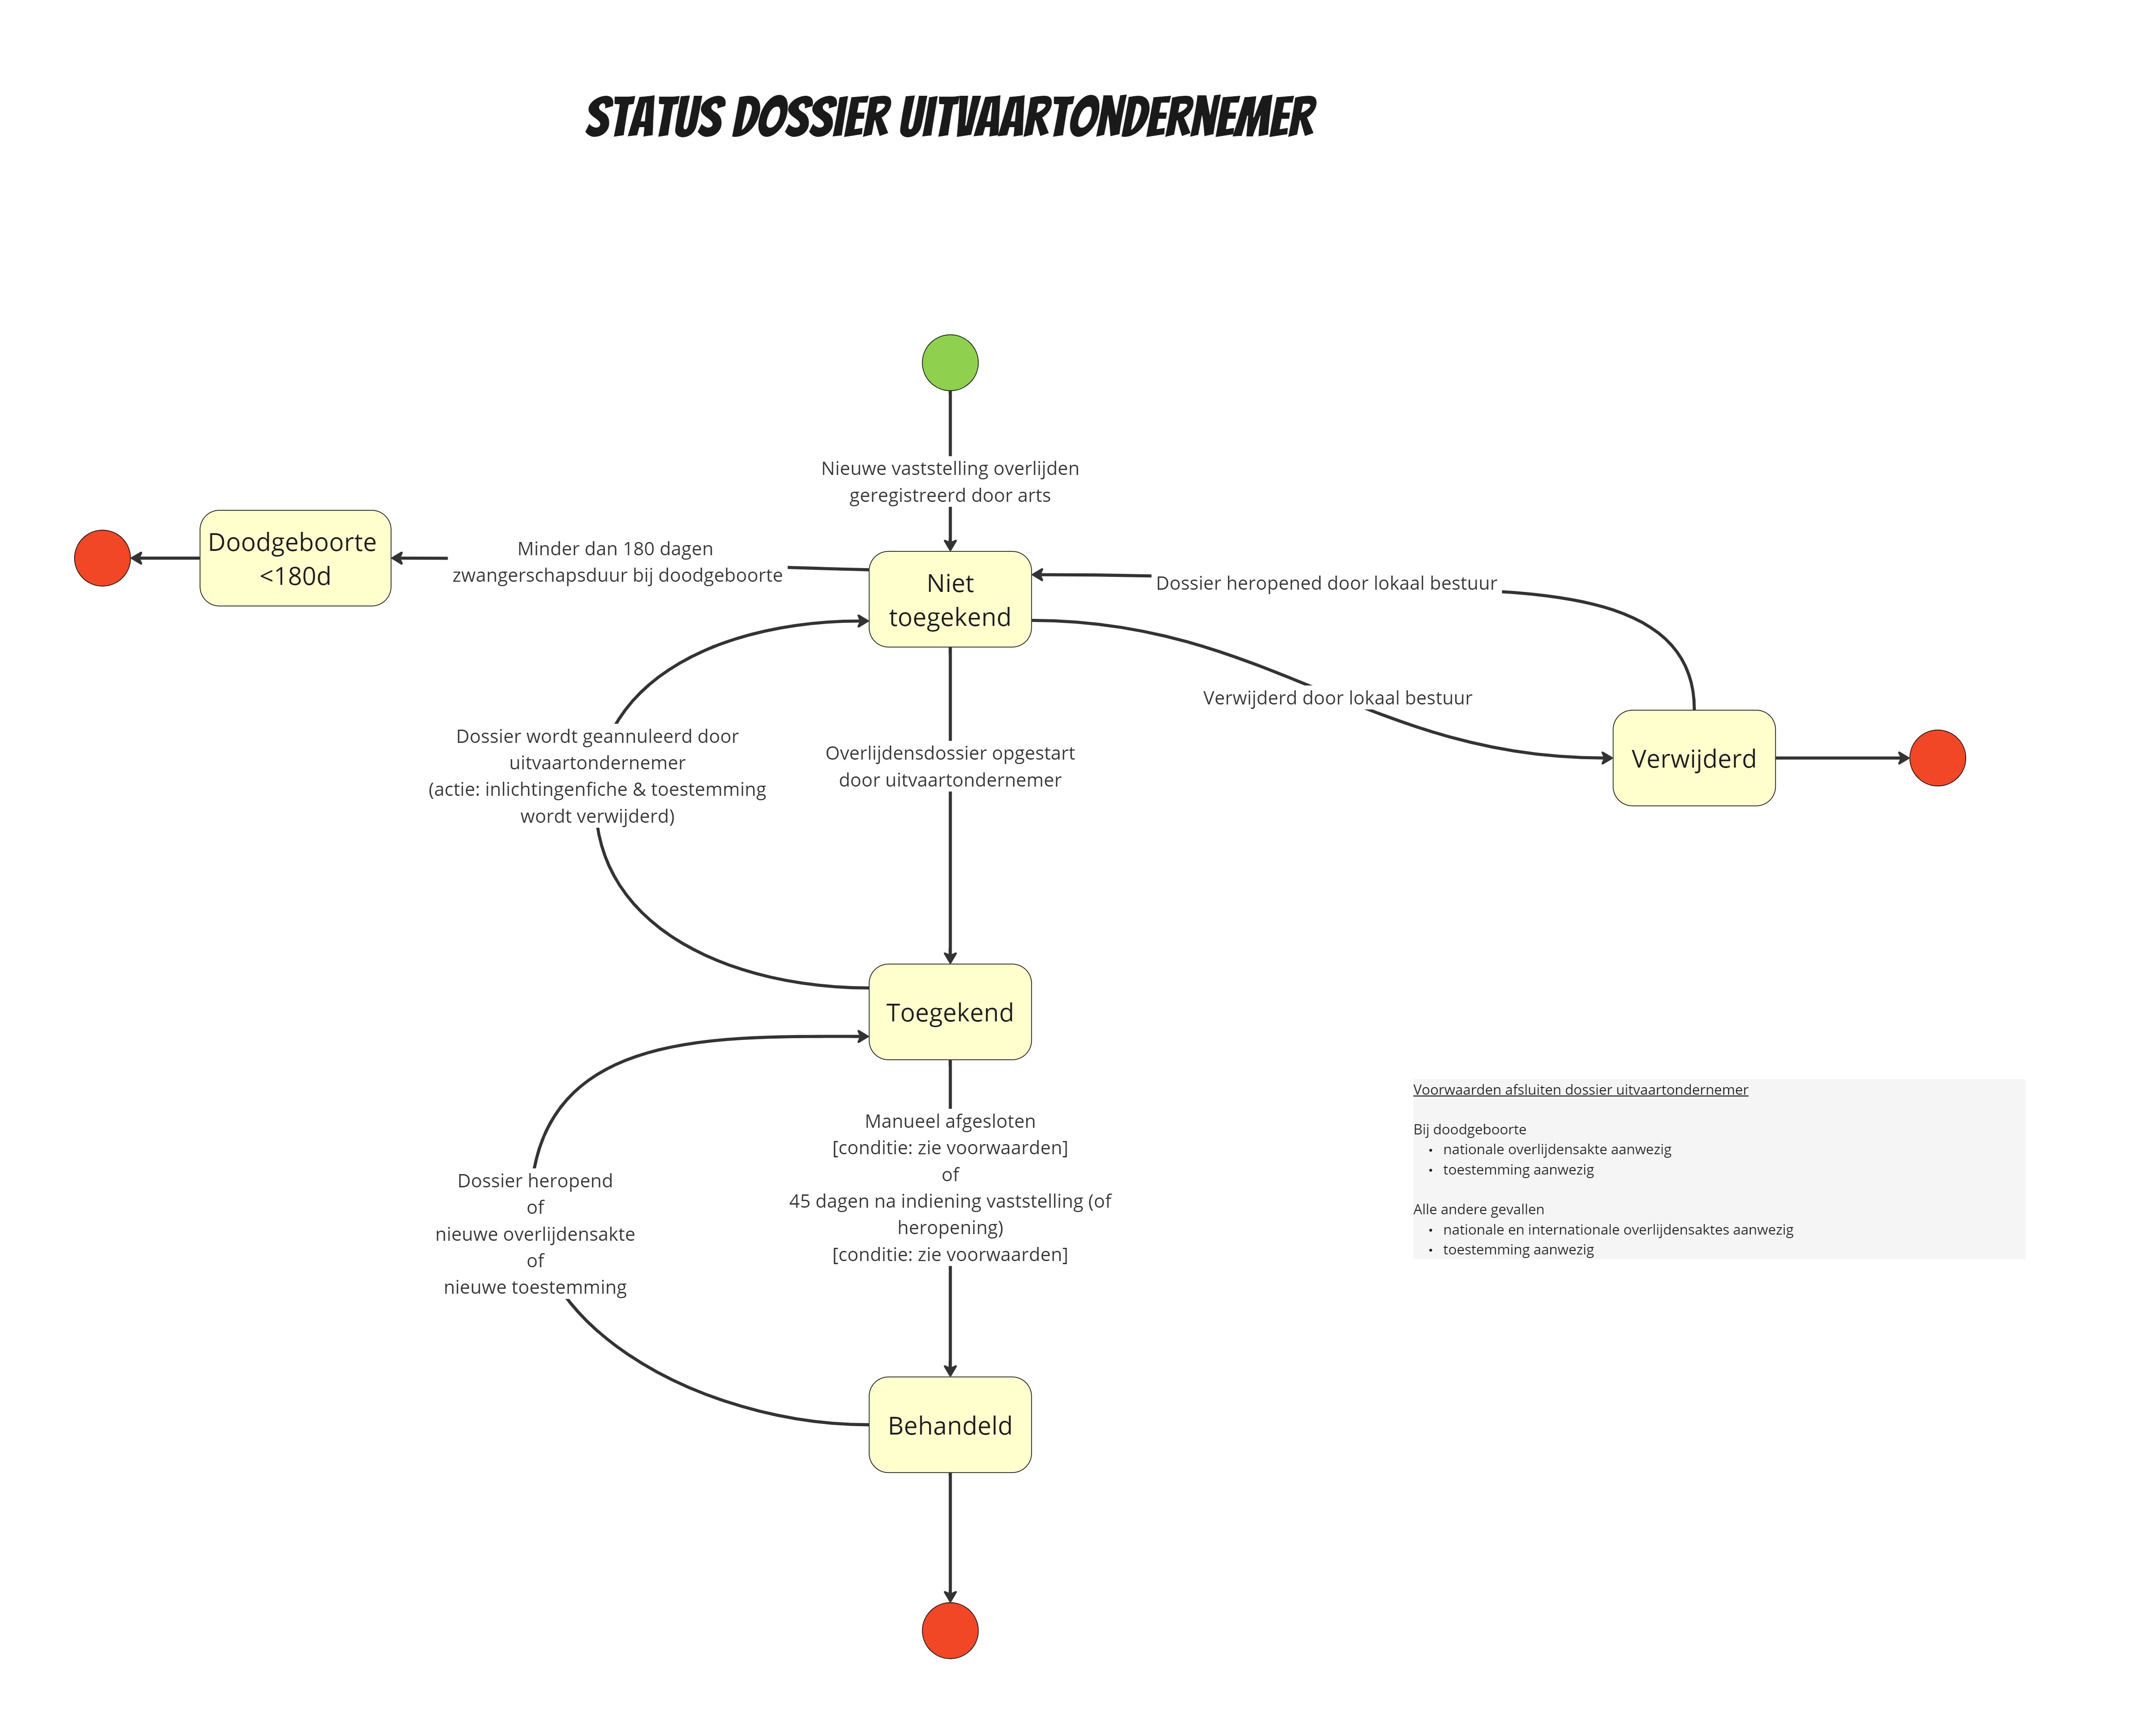 STATUS DOSSIER UITVAARTONDERNEMER
Nieuwe vaststelling overlijden
geregistreerd door arts
Doodgeboorte
<180d
Minder dan 180 dagen
zwangerschapsduur bij doodgeboorte
Niet
toegekend
Dossier heropened door lokaal bestuur
Verwijderd door lokaal bestuur
Verwijderd
Dossier wordt geannuleerd door
uitvaartondernemer
(actie: inlichtingenfiche & toestemming
wordt verwijderd)
Overlijdensdossier opgestart
door uitvaartondernemer
Toegekend
Manueel afgesloten
[conditie: zie voorwaarden]
of
45 dagen na indiening vaststelling (of
heropening)
[conditie: zie voorwaarden]
Dossier heropend
of
nieuwe overlijdensakte
of
nieuwe toestemming
Voorwaarden afsluiten dossier uitvaartondernemer
Bij doodgeboorte
• nationale overlijdensakte aanwezig
• toestemming aanwezig
Alle andere gevallen
• nationale en internationale overlijdensaktes aanwezig
• toestemming aanwezig
Behandeld